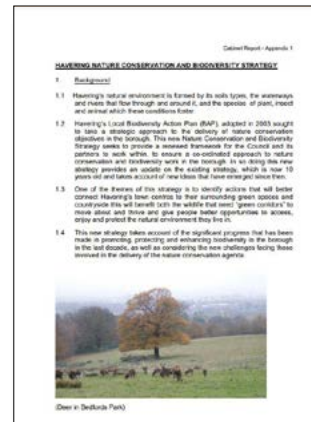 Cabinet Report - Appendix 1
HAVERING NATURE CONSERVATION AND BIODIVERSITY STRATEGY
1. Background
1.1 Havering's natural environment is formed by its soils types, the waterways
and rivers that flow through and around it, and the species of plant, insect
and animal which these conditions foster.
1.2 Havering's Local Biodiversity Action Plan (BAP), adopted in 2003 sought
to take a strategic approach to the delivery of nature conservation
objectives in the borough. This new Nature Conservation and Biodiversity
Strategy seeks to provide a renewed framework for the Council and its
partners to work within, to ensure a co-ordinated approach to nature
conservation and biodiversity work in the borough. In so doing this new
strategy provides an update on the existing strategy, which is now 10
years old and takes account of new ideas that have emerged since then.
1.3 One of the themes of this strategy is to identify actions that will better
connect Havering's town centres to their surrounding green spaces and
countryside this will benefit both the wildlife that need "green corridors" to
move about and thrive and give people better opportunities to access,
enjoy and protect the natural environment they live in.
1.4 This new strategy takes account of the significant progress that has been
made in promoting, protecting and enhancing biodiversity in the borough
in the last decade, as well as considering the new challenges facing those
involved in the delivery of the nature conservation agenda.
(Deer in Bedfords Park)